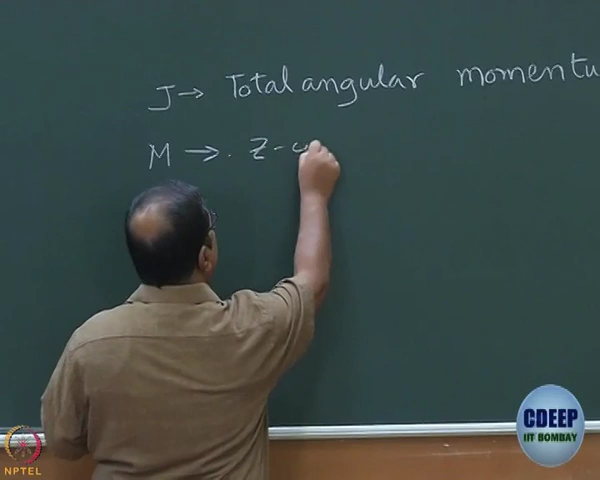 J → Total angular momentu
M → Z-
CDEEP
IIT BOMBAY
NPTEL